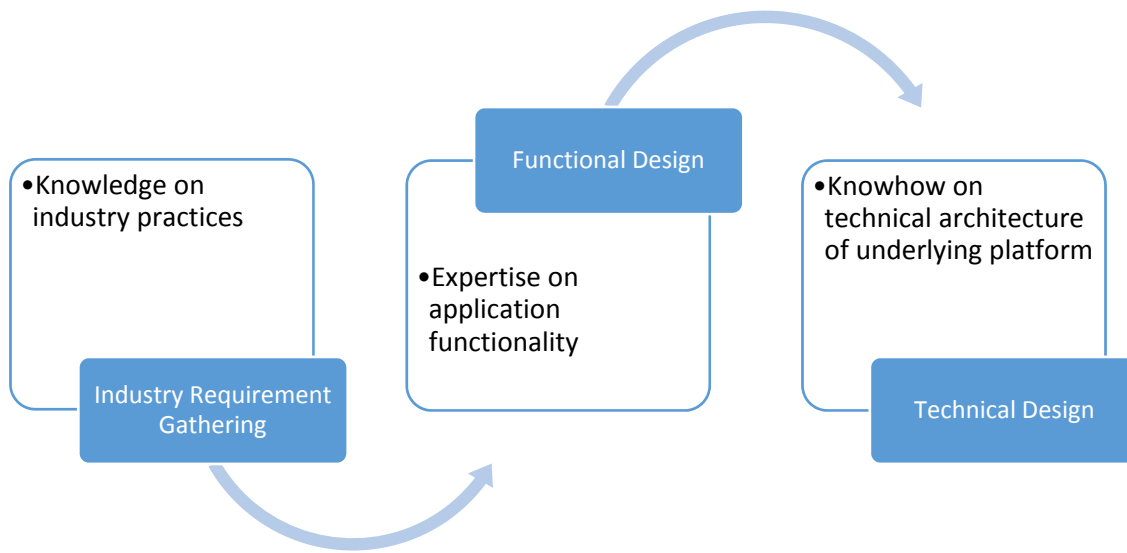 •Knowledge on
industry practices
Industry Requirement
Gathering
Functional Design
•Expertise on
application
functionality
•Knowhow on
technical architecture
of underlying platform
Technical Design